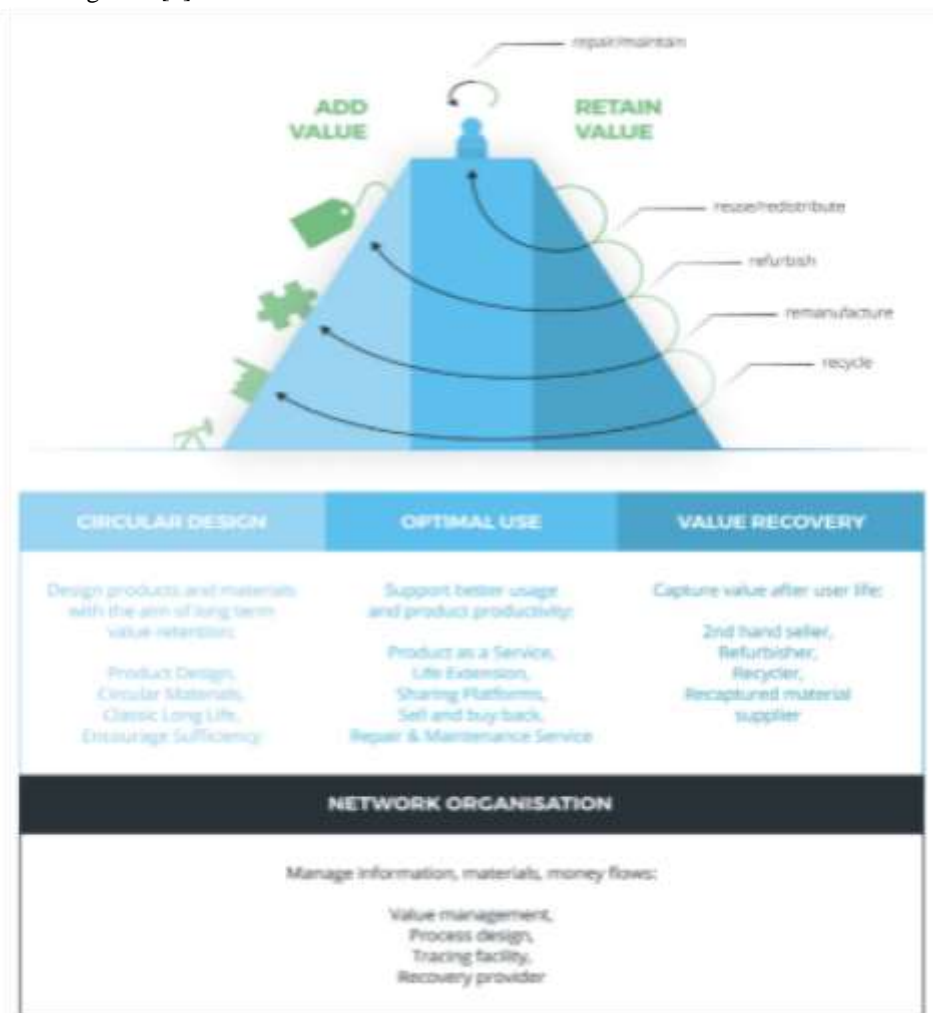 repair/maintain
ADD
VALUE
RETAIN
VALUE
reuse/redistribute
refurbish
remanufacture
recycle
CIRCULAR DESIGN
OPTIMAL USE
VALUE RECOVERY
Design products and materials
with the aim of long term
value retention:
Product Design,
Circular Materials,
Classic Long Life,
Encourage Sufficiency
Support better usage
and product productivity:
Product as a Service,
Life Extension,
Sharing Platforms,
Sell and buy back,
Repair & Maintenance Service
Capture value after user life:
2nd hand seller,
Refurbisher,
Recycler,
Recaptured material
supplier
NETWORK ORGANISATION
Manage information, materials, money flows:
Value management,
Process design,
Tracing facility,
Recovery provider